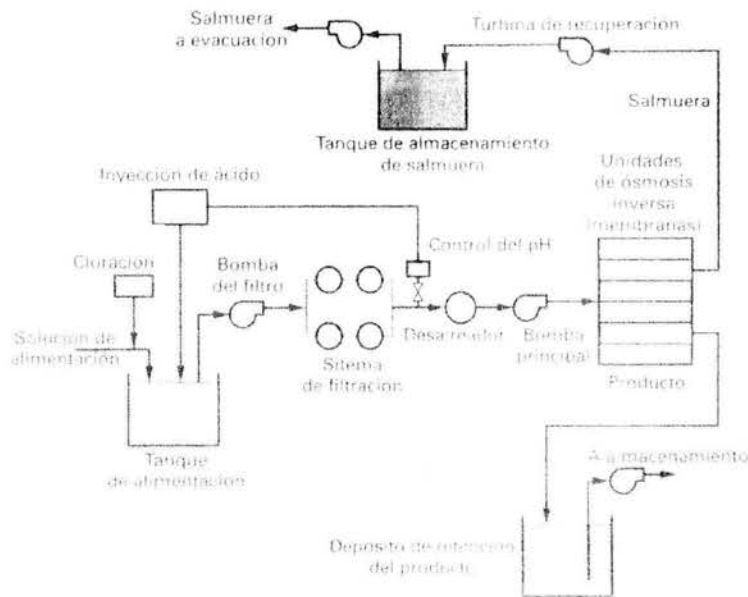 Salmuera
a evacuacion
Turbina de recuperación
Salmuera
Tanque de almacenamiento
de salmuera
Unidades
de ósmosis
inversa
(membranas)
Inyección de ácido
Control del pH
Cloración
Bomba
del filtro
Solución de
alimentación
Desaireador
Bomba
principal
Sitema
de filtración
Producto
Tanque
de alimentación
A almacenamiento
Depósito de retención
del producto